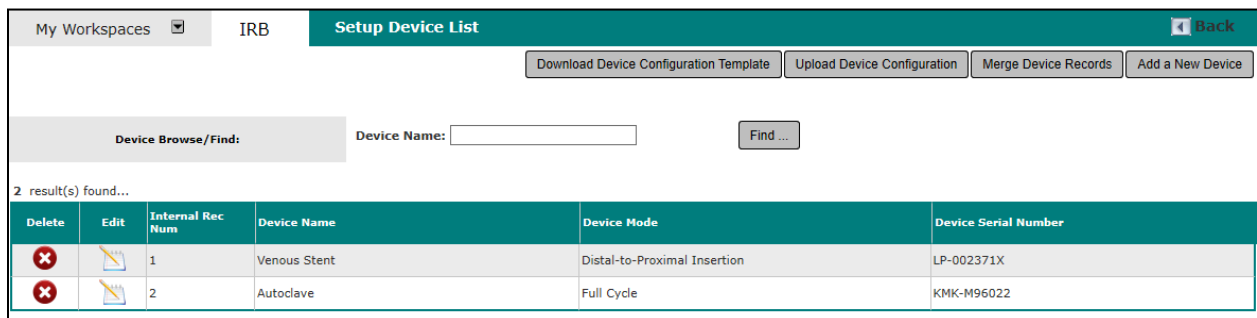 My Workspaces IRB Setup Device List Back
Download Device Configuration Template Upload Device Configuration Merge Device Records Add a New Device
Device Browse/Find: Device Name: Find ...
2 result(s) found...
Delete Edit Internal Rec Num Device Name Device Mode Device Serial Number
1 Venous Stent Distal-to-Proximal Insertion LP-002371X
2 Autoclave Full Cycle KMK-M96022